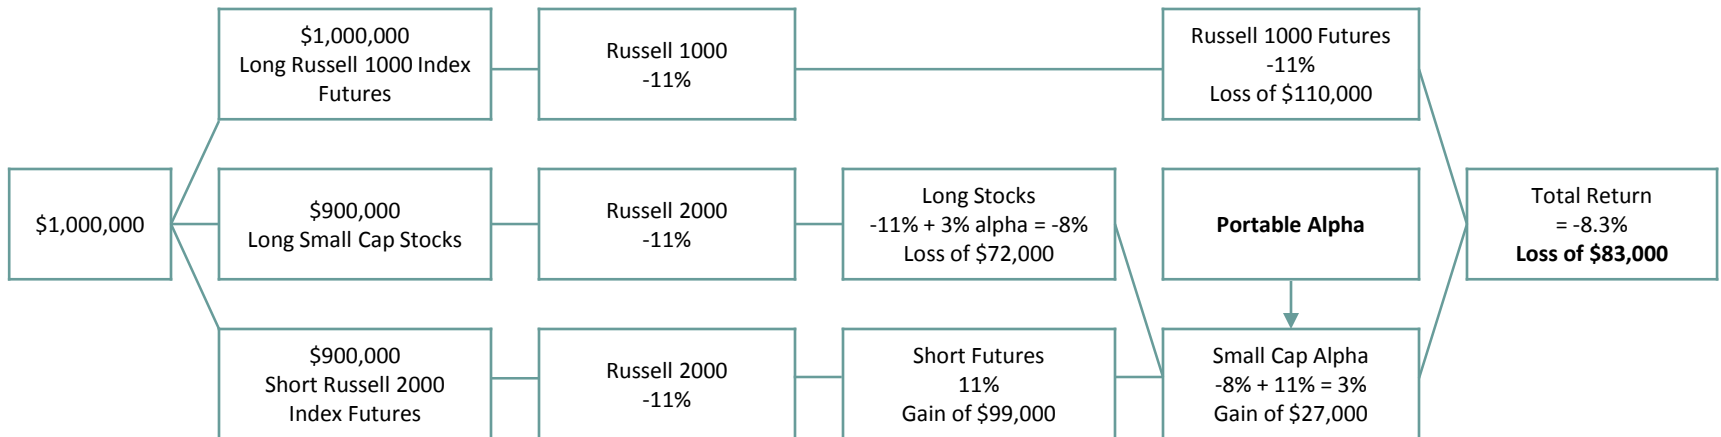 $1,000,000
Long Russell 1000 Index
Futures
Russell 1000
-11%
Russell 1000 Futures
-11%
Loss of $110,000
$1,000,000
$900,000
Long Small Cap Stocks
Russell 2000
-11%
Long Stocks
-11% + 3% alpha = -8%
Loss of $72,000
Portable Alpha
Total Return
= -8.3%
Loss of $83,000
$900,000
Short Russell 2000
Index Futures
Russell 2000
-11%
Short Futures
11%
Gain of $99,000
Small Cap Alpha
-8% + 11% = 3%
Gain of $27,000